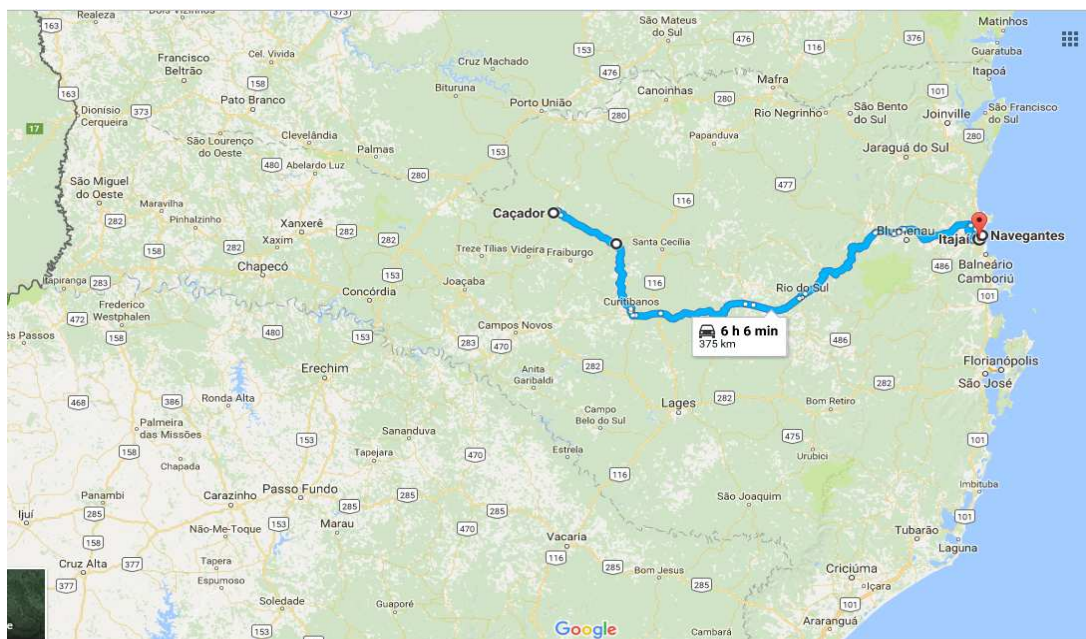 163
Realeza
Dois Vizinhos
373
São Mateus
do Sul
476
116
376
Matinhos
Guaratuba
Francisco
Beltrão
Cel. Vivida
Cruz Machado
153
476
Mafra
Itapoá
163
158
Pato Branco
Bituruna
Porto União
Canoinhas
280
101
Dionísio
Cerqueira
373
280
Rio Negrinho
São Bento
do Sul
Joinville
São Francisco
do Sul
17
Clevelândia
São Lourenço
do Oeste
Palmas
153
Papanduva
280
Jaraguá do Sul
480
Abelardo Luz
280
477
São Miguel
do Oeste
Maravilha
282
Pinhalzinho
Xanxerê
Xaxim
282
Caçador
116
Santa Cecília
Blumenau
Itajaí
Navegantes
Chapecó
153
Treze Tílias
Videira
Fraiburgo
486
Balneário
Camboriú
Itapiranga
283
Concórdia
Joaçaba
116
Rio do Sul
101
Curitibanos
472
Frederico
Westphalen
480
Campos Novos
6 h 6 min
375 km
486
158
283
470
Florianópolis
São José
Erechim
Anita
Garibaldi
282
282
468
386
Ronda Alta
153
Campo
Belo do Sul
Lages
282
Bom Retiro
Palmeira
das Missões
Sananduva
475
101
158
Tapejara
470
Estrela
Urubici
Chapada
116
Imbituba
Panambi
Carazinho
Passo Fundo
285
285
São Joaquim
101
Ijuí
285
Não-Me-Toque
153
Marau
470
Tubarão
158
Vacaria
Laguna
Cruz Alta
377
Tapera
116
285
Criciúma
377
Espumoso
Bom Jesus
285
Içara
Soledade
Guaporé
101
153
Google
Cambará
Araranguá